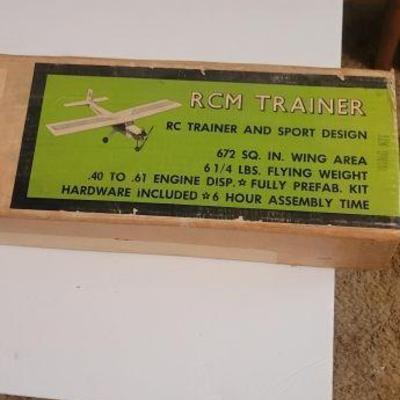 RCM TRAINER
RC TRAINER AND SPORT DESIGN
672 SQ. IN. WING AREA
6 1/4 LBS. FLYING WEIGHT
.40 TO .61 ENGINE DISP. ☆ FULLY PREFAB. KIT
HARDWARE INCLUDED ☆ 6 HOUR ASSEMBLY TIME